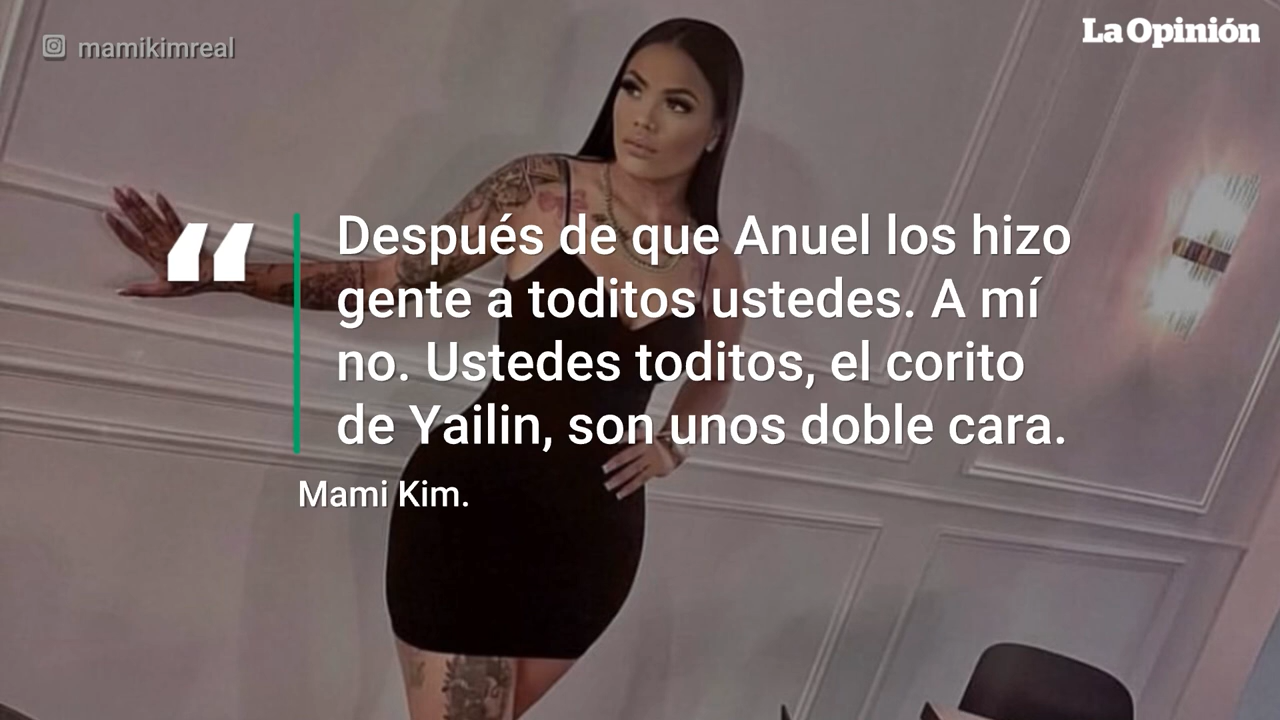 mamikimreal
La Opinión
“
Después de que Anuel los hizo
gente a toditos ustedes. A mí
no. Ustedes toditos, el corito
de Yailin, son unos doble cara.
Mami Kim.